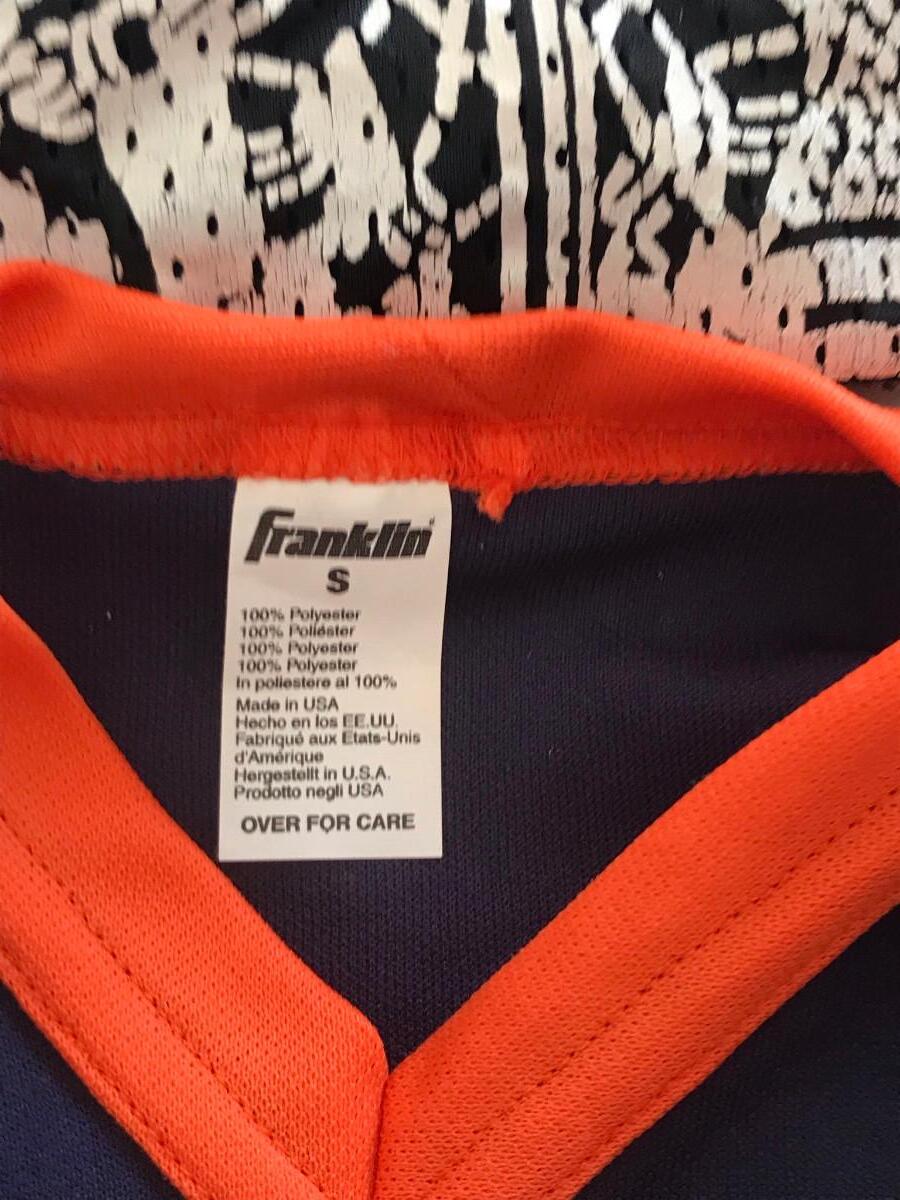 franklin
S
100% Polyester
100% Poliéster
100% Polyester
100% Polyester
In poliestere al 100%
Made in USA
Hecho en los EE.UU.
Fabriqué aux Etats-Unis
d'Amérique
Hergestellt in U.S.A.
Prodotto negli USA
OVER FOR CARE